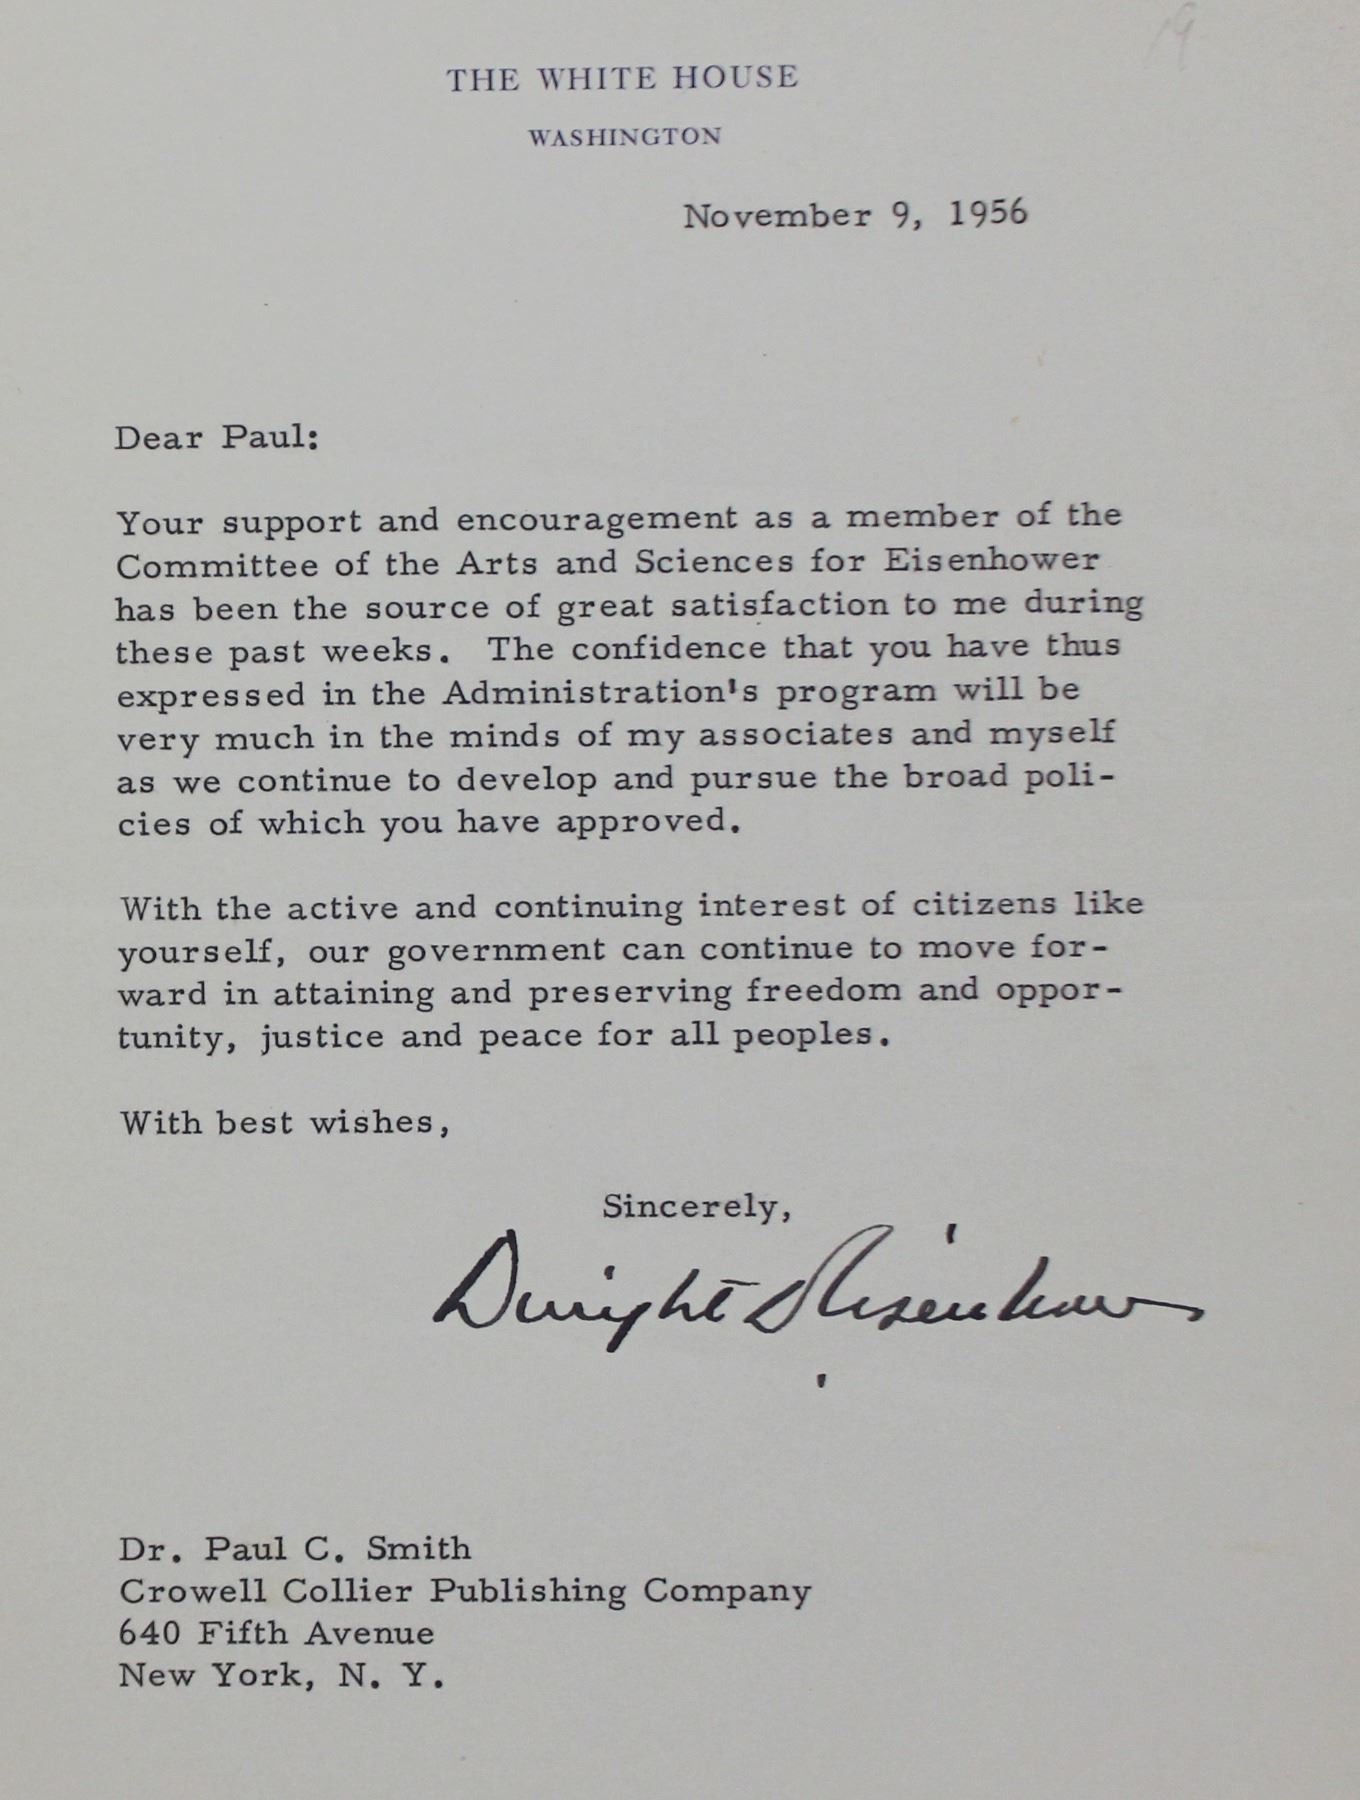 19
THE WHITE HOUSE
WASHINGTON
November 9, 1956
Dear Paul:
Your support and encouragement as a member of the
Committee of the Arts and Sciences for Eisenhower
has been the source of great satisfaction to me during
these past weeks. The confidence that you have thus
expressed in the Administration's program will be
very much in the minds of my associates and myself
as we continue to develop and pursue the broad poli-
cies of which you have approved.
With the active and continuing interest of citizens like
yourself, our government can continue to move for-
ward in attaining and preserving freedom and oppor-
tunity, justice and peace for all peoples.
With best wishes,
Sincerely,
Dwight D Eisenhower
Dr. Paul C. Smith
Crowell Collier Publishing Company
640 Fifth Avenue
New York, N. Y.